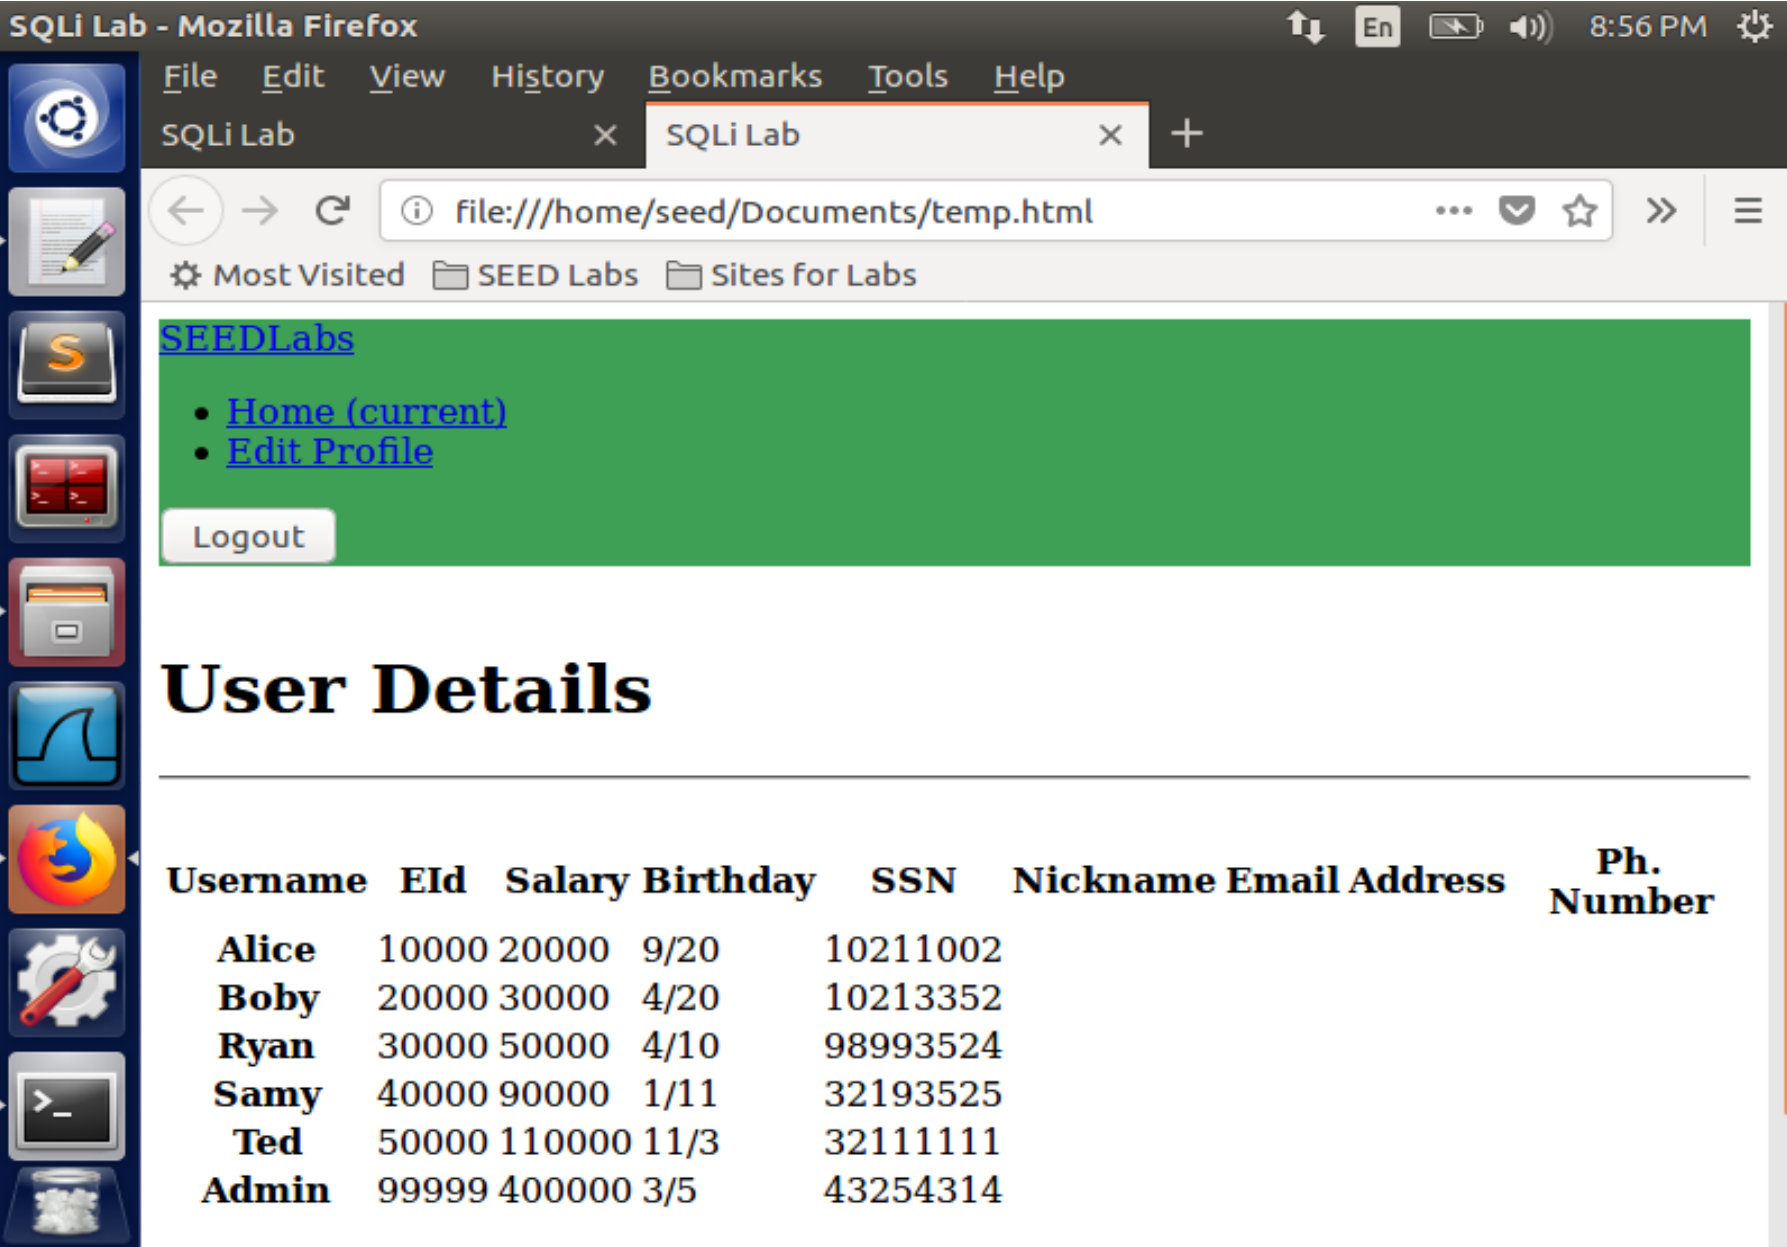 SQLi Lab - Mozilla Firefox En 8:56 PM
File Edit View History Bookmarks Tools Help
SQLi Lab SQLi Lab
file:///home/seed/Documents/temp.html
Most Visited SEED Labs Sites for Labs
SEEDLabs
Home (current)
Edit Profile
Logout
User Details
Username EId Salary Birthday SSN Nickname Email Address Ph. Number
Alice 10000 20000 9/20 10211002
Boby 20000 30000 4/20 10213352
Ryan 30000 50000 4/10 98993524
Samy 40000 90000 1/11 32193525
Ted 50000 110000 11/3 32111111
Admin 99999 400000 3/5 43254314